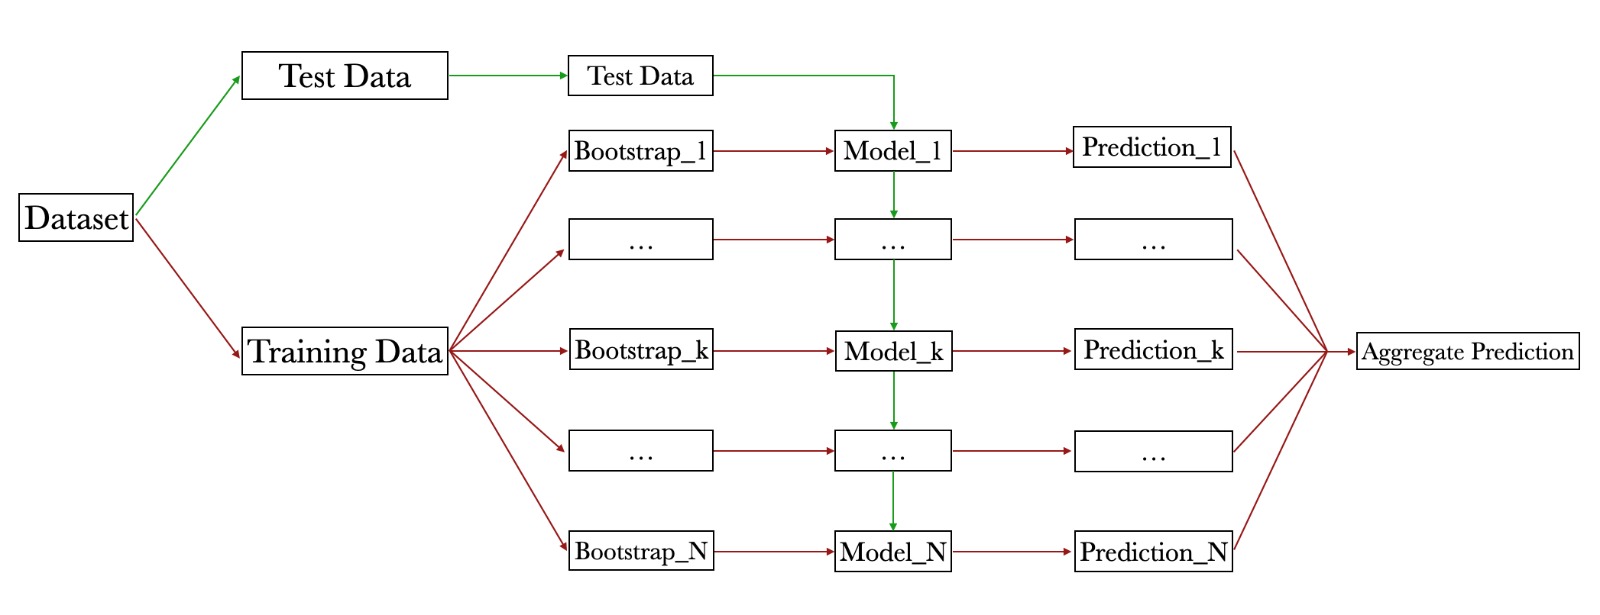 Test Data
Test Data
Bootstrap_1
Model_1
Prediction_1
Dataset
...
...
...
Training Data
Bootstrap_k
Model_k
Prediction_k
Aggregate Prediction
...
...
...
Bootstrap_N
Model_N
Prediction_N